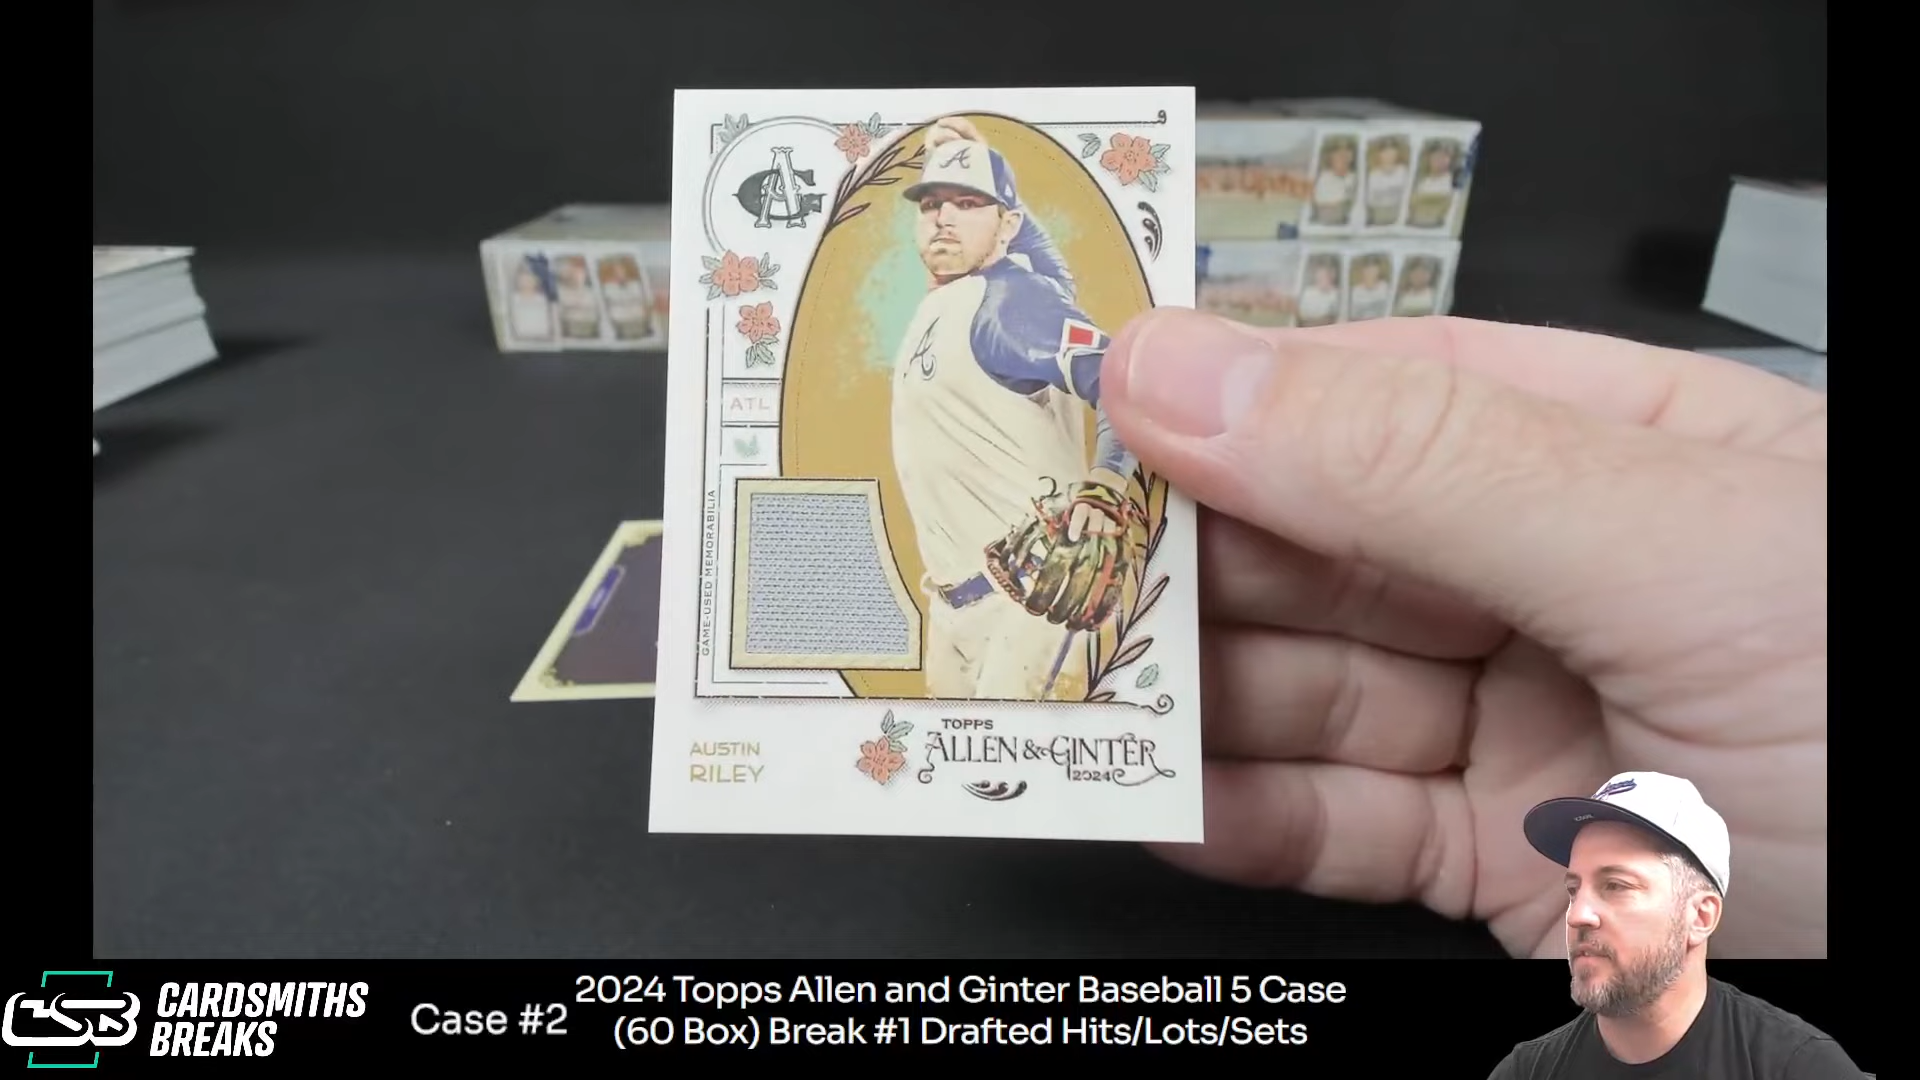 ATL
GAME-USED MEMORABILIA
AUSTIN
RILEY
TOPPS
ALLEN & GINTER
2024
CSB
CARDSMITHS
BREAKS
Case #2
2024 Topps Allen and Ginter Baseball 5 Case
(60 Box) Break #1 Drafted Hits/Lots/Sets